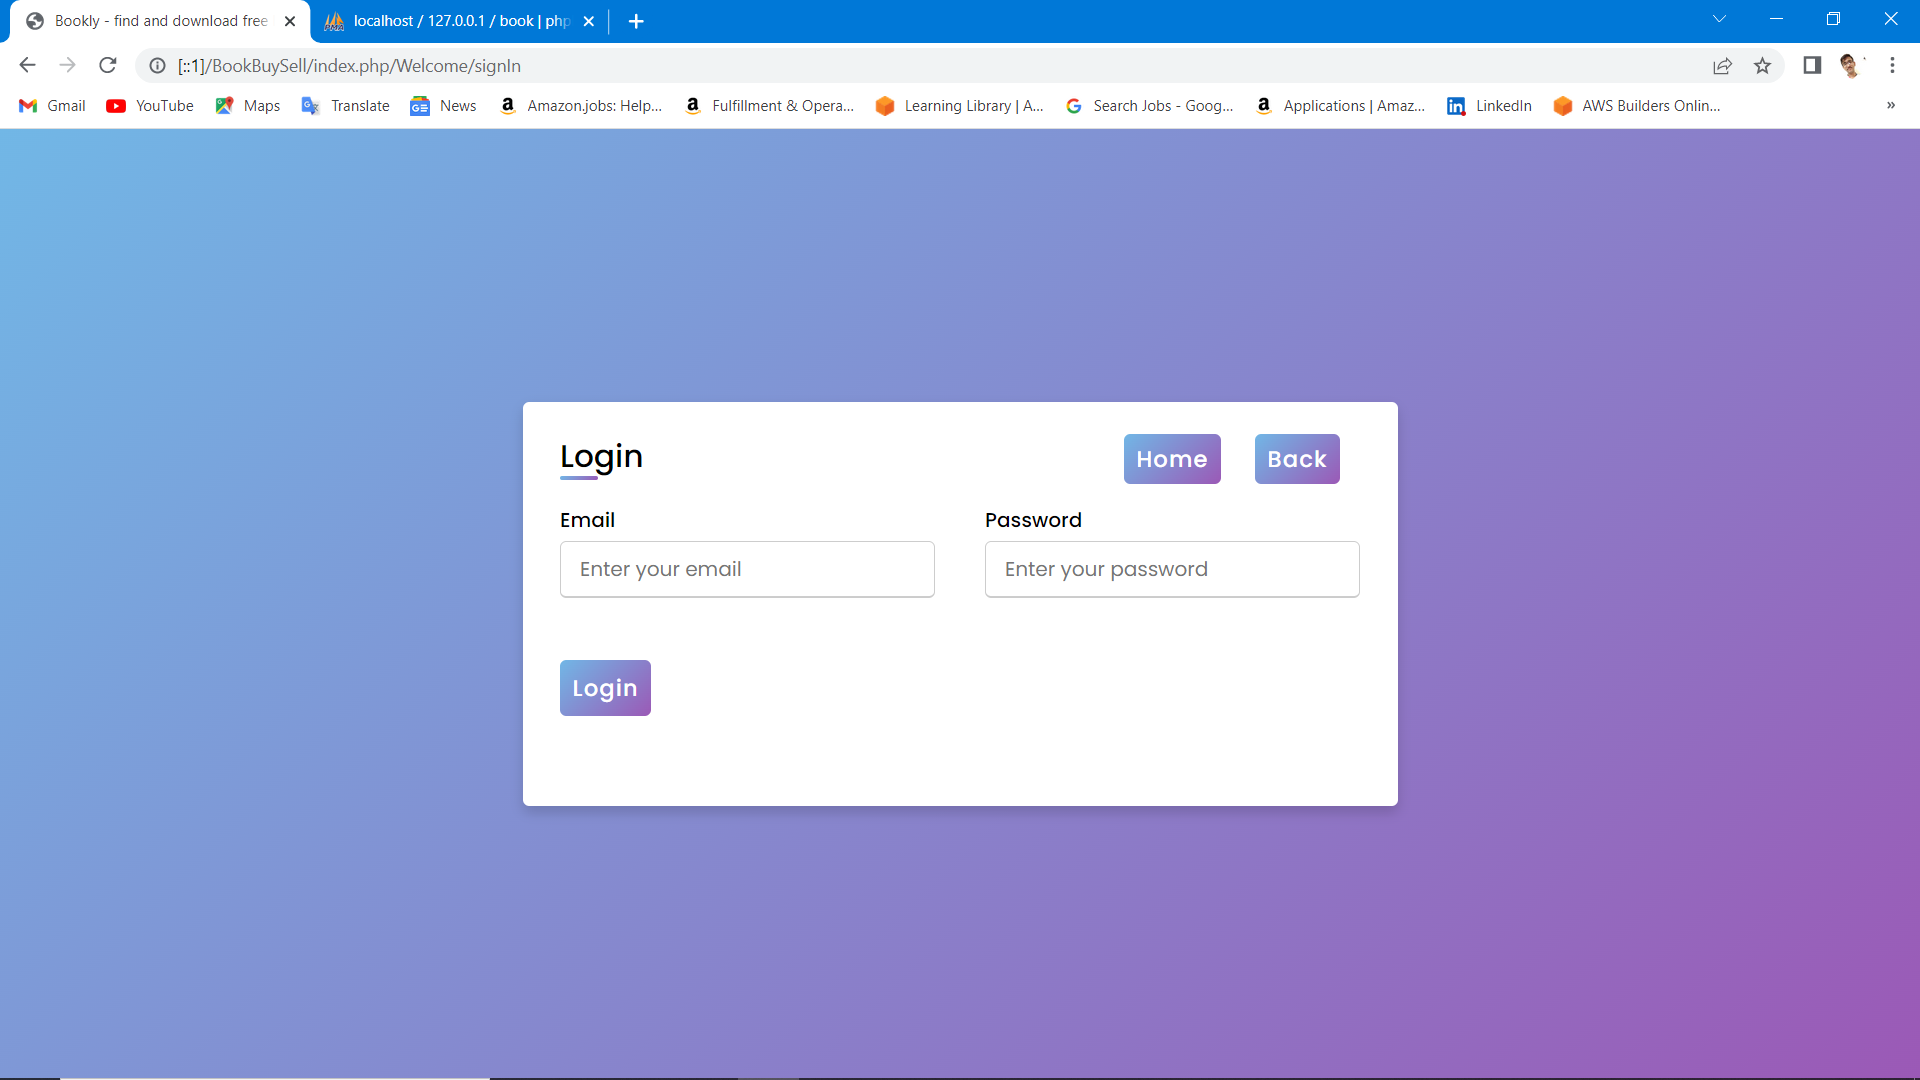 Bookly - find and download free
localhost / 127.0.0.1 / book | php
[::1]/BookBuySell/index.php/Welcome/signIn
Gmail YouTube Maps Translate News Amazon.jobs: Help... Fulfillment & Opera... Learning Library | A... Search Jobs - Goog... Applications | Amaz... LinkedIn AWS Builders Onlin... »
Login
Home
Back
Email
Password
Enter your email
Enter your password
Login